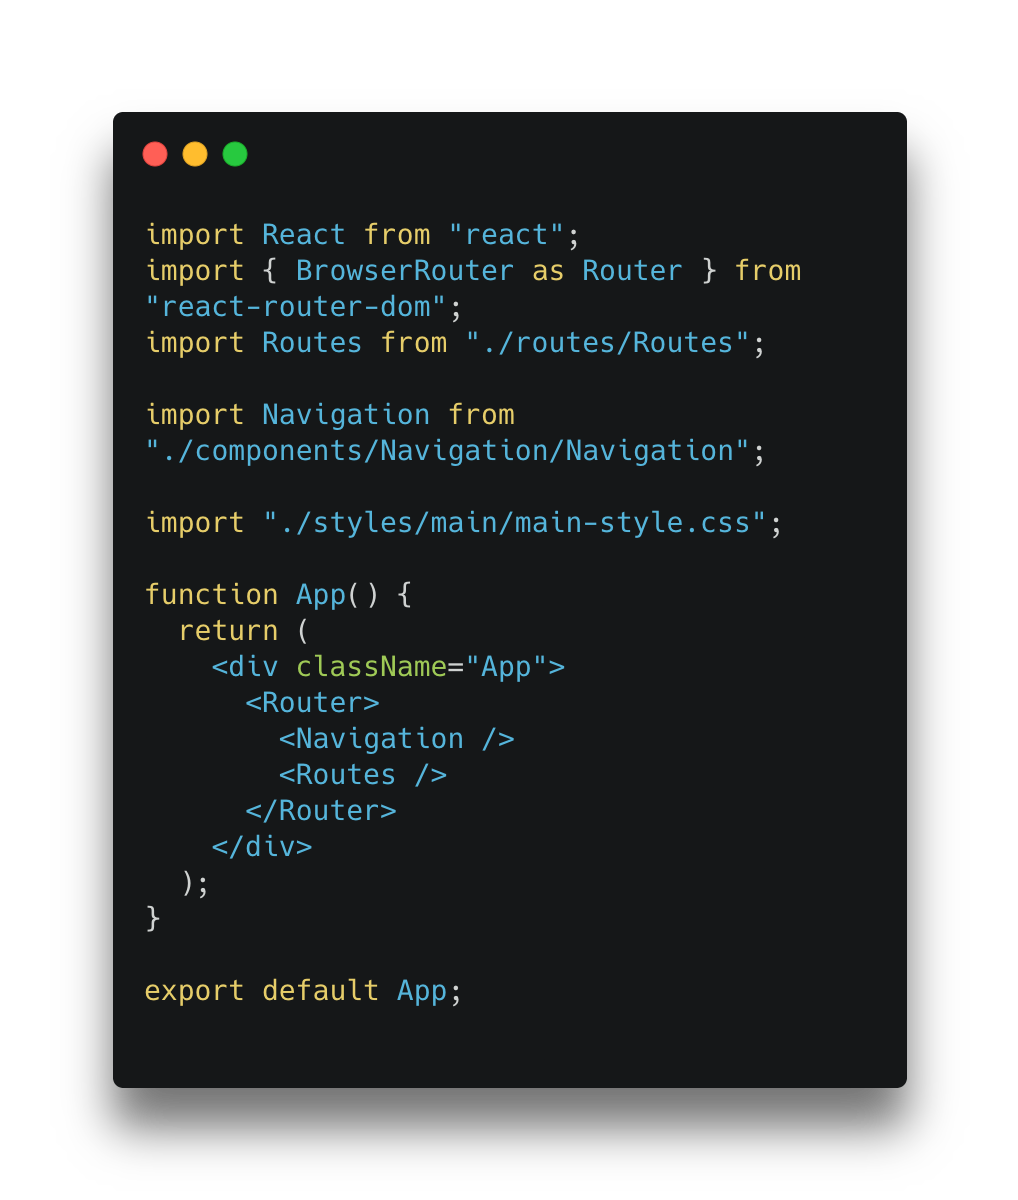 import React from "react";
import { BrowserRouter as Router } from
"react-router-dom";
import Routes from "./routes/Routes";

import Navigation from
"./components/Navigation/Navigation";

import "./styles/main/main-style.css";

function App() {
  return (
    <div className="App">
      <Router>
        <Navigation />
        <Routes />
      </Router>
    </div>
  );
}

export default App;